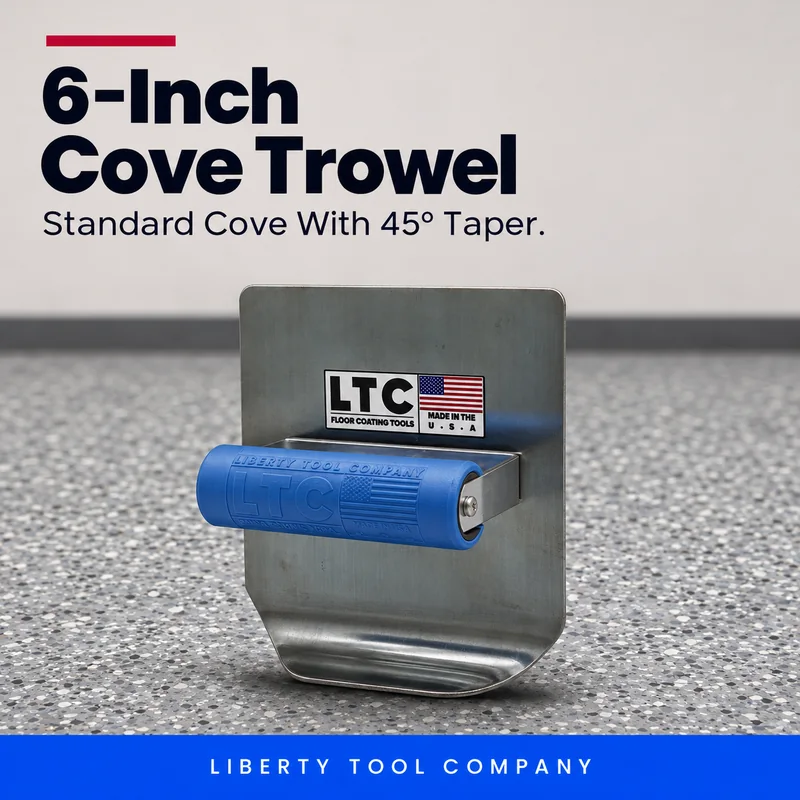 6-Inch
Cove Trowel
Standard Cove With 45° Taper.
LTC
FLOOR COATING TOOLS
MADE IN THE
U.S.A
LIBERTY TOOL COMPANY
LTC
LIBERTY TOOL COMPANY